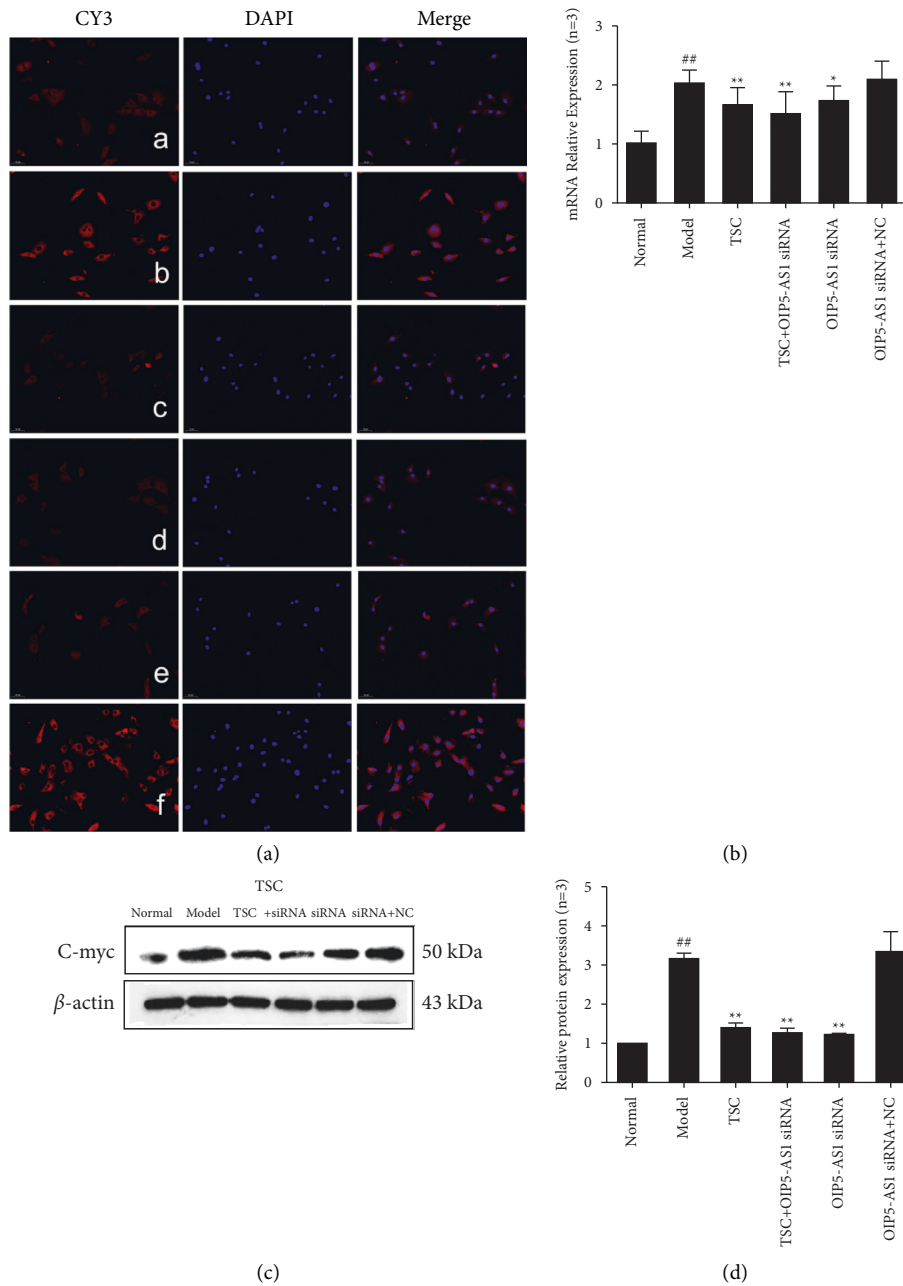 CY3 DAPI Merge
a
b
c
d
e
f
(a)
mRNA Relative Expression (n=3)
3
2
1
0
##
**
**
*
Normal
Model
TSC
TSC+OIP5-AS1 siRNA
OIP5-AS1 siRNA
OIP5-AS1 siRNA+NC
(b)
TSC
Normal Model TSC +siRNA siRNA siRNA+NC
C-myc 50 kDa
β-actin 43 kDa
(c)
Relative protein expression (n=3)
5
4
3
2
1
0
##
**
**
**
Normal
Model
TSC
TSC+OIP5-AS1 siRNA
OIP5-AS1 siRNA
OIP5-AS1 siRNA+NC
(d)